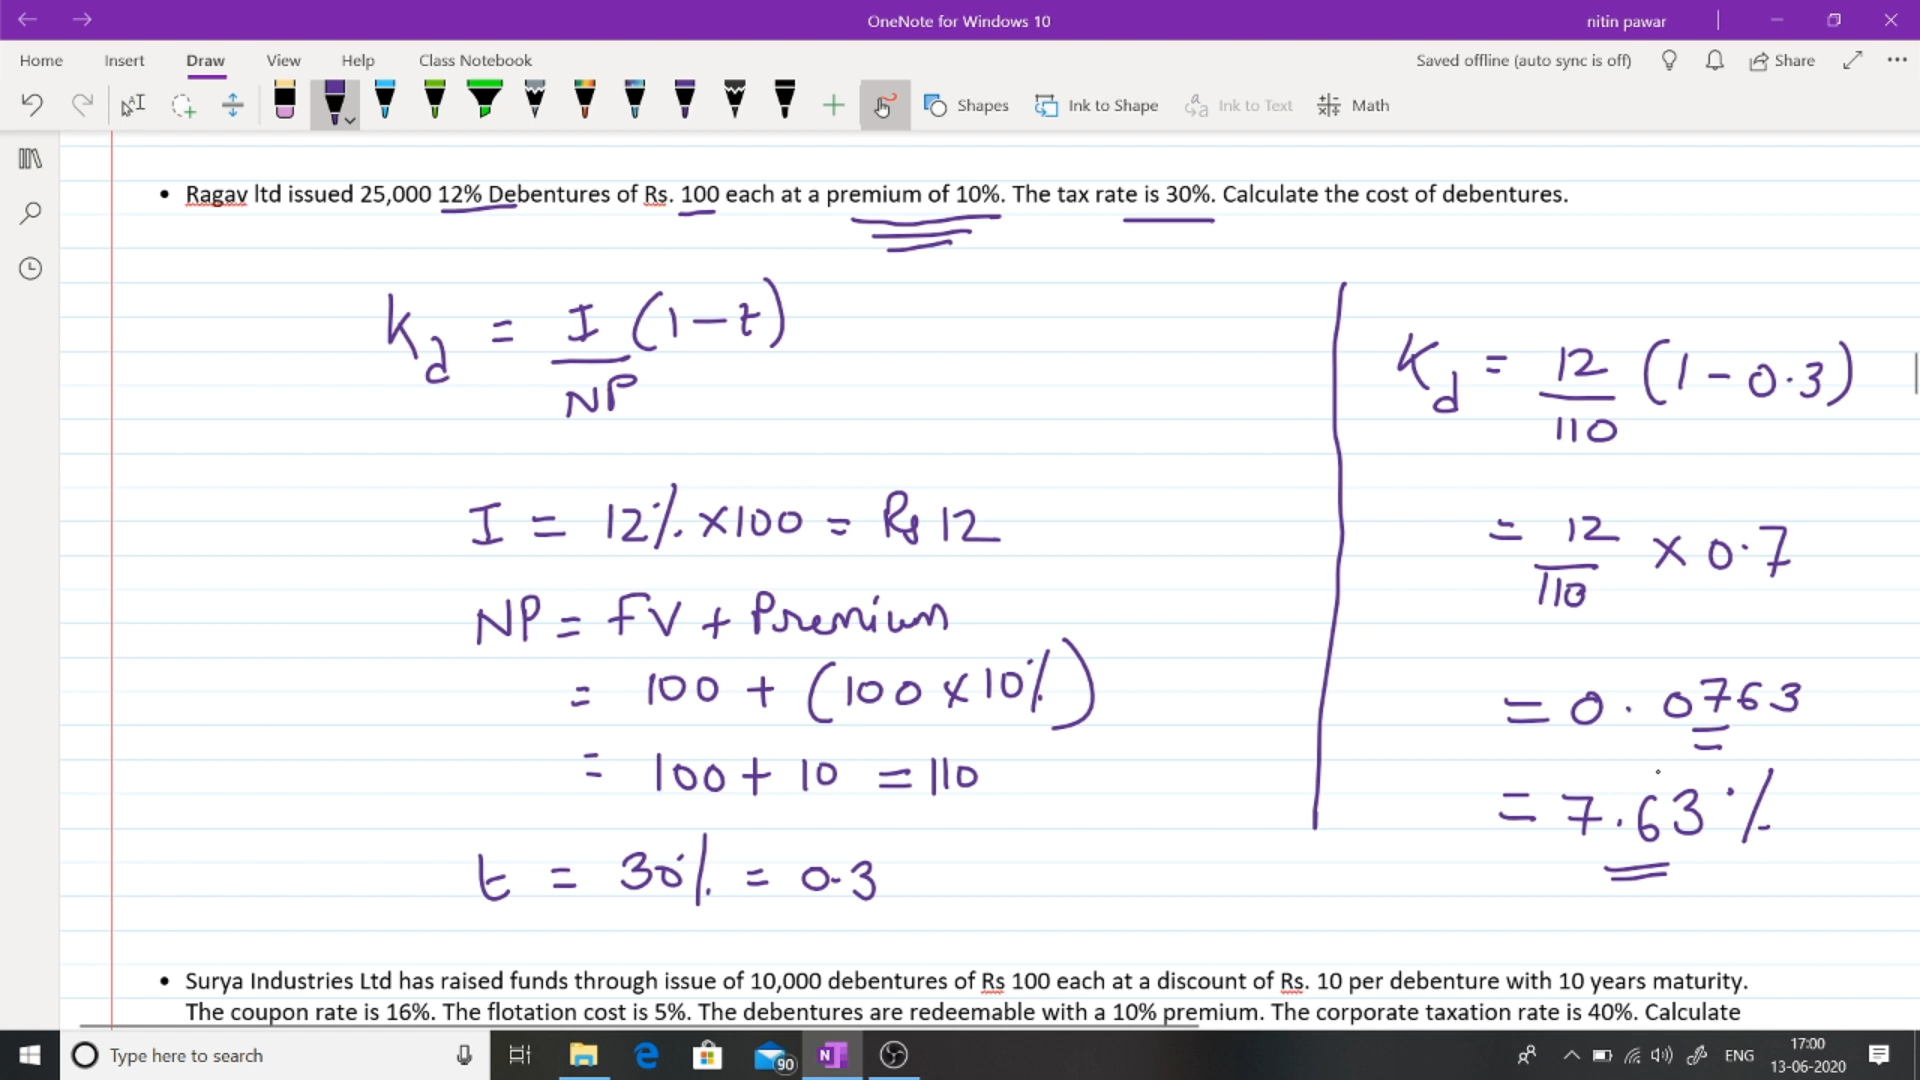 OneNote for Windows 10
nitin pawar
Home Insert Draw View Help Class Notebook
Saved offline (auto sync is off) Share
Shapes Ink to Shape Ink to Text Math
• Ragav ltd issued 25,000 12% Debentures of Rs. 100 each at a premium of 10%. The tax rate is 30%. Calculate the cost of debentures.
Kd = I/NP (1-t)
I = 12% x 100 = Rs 12
NP = FV + Premium
= 100 + (100 x 10%)
= 100 + 10 = 110
t = 30% = 0.3
Kd = 12/110 (1 - 0.3)
= 12/110 x 0.7
= 0.0763
= 7.63%
• Surya Industries Ltd has raised funds through issue of 10,000 debentures of Rs 100 each at a discount of Rs. 10 per debenture with 10 years maturity.
The coupon rate is 16%. The flotation cost is 5%. The debentures are redeemable with a 10% premium. The corporate taxation rate is 40%. Calculate
Type here to search
90
N
ENG
17:00
13-06-2020